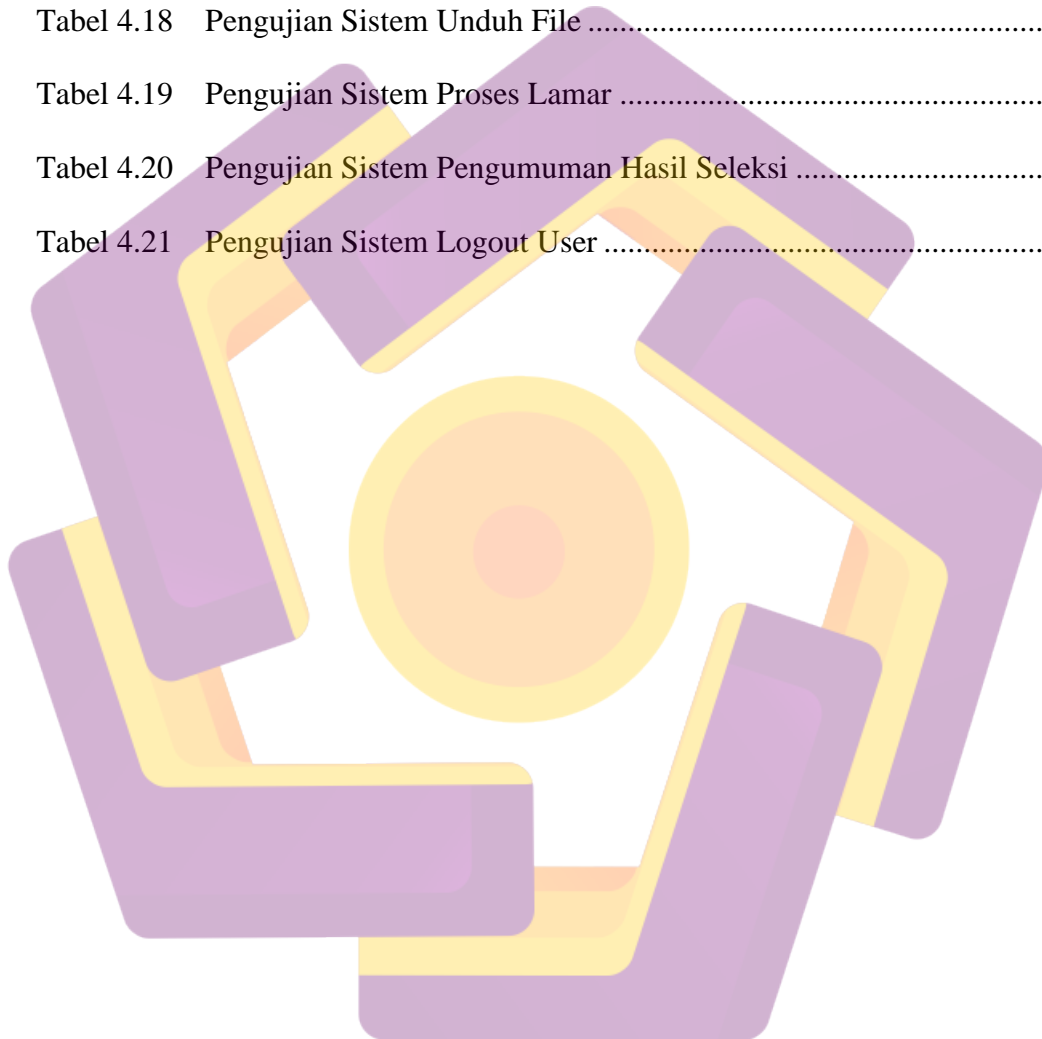 Tabel 4.18 Pengujian Sistem Unduh File ........................................................
Tabel 4.19 Pengujian Sistem Proses Lamar ....................................................
Tabel 4.20 Pengujian Sistem Pengumuman Hasil Seleksi ..............................
Tabel 4.21 Pengujian Sistem Logout User ......................................................